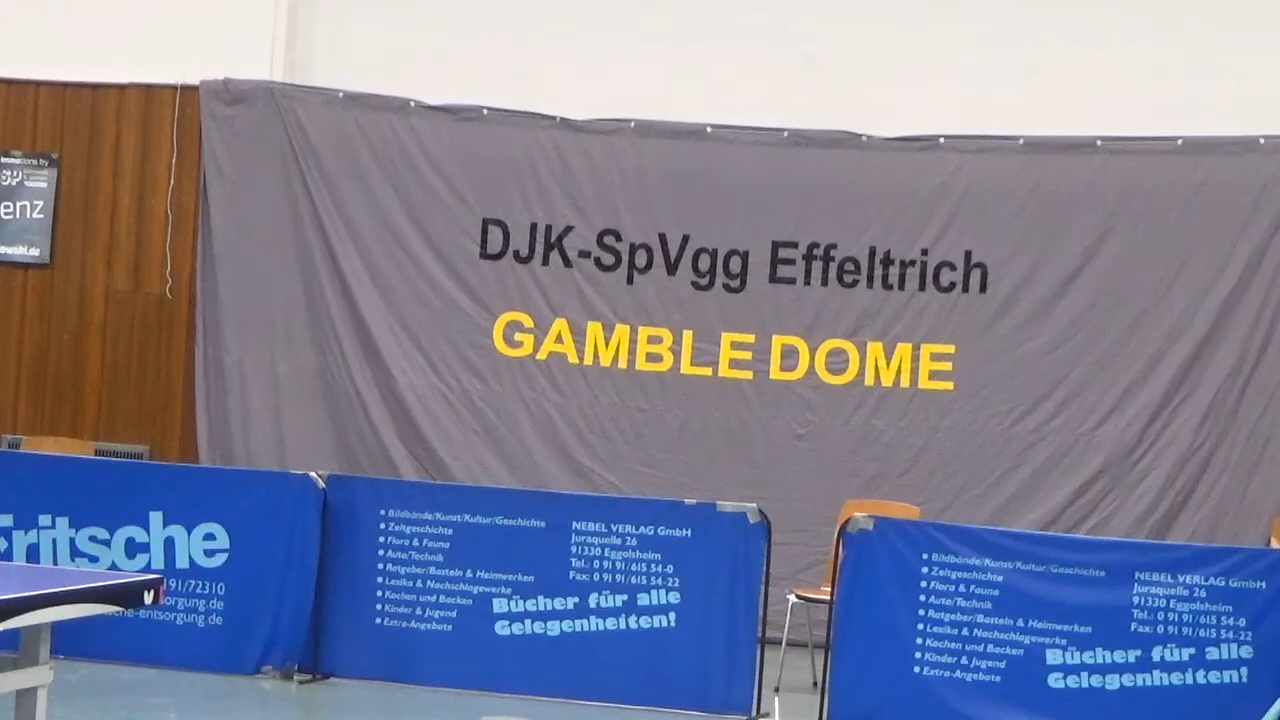 SP
enz
DJK-SpVgg Effeltrich
GAMBLE DOME
Fritsche
91/72310
sorgung.de
sche-entsorgung.de
• Bildbände/Kunst/Kultur/Geschichte
• Zeitgeschichte
• Flora & Fauna
• Auto/Technik
• Ratgeber/Basteln & Heimwerken
• Lexika & Nachschlagewerke
• Kochen und Backen
• Kinder & Jugend
• Extra-Angebote
NEBEL VERLAG GmbH
Juraquelle 26
91330 Eggolsheim
Tel.: 0 91 91/615 54-0
Fax: 0 91 91/615 54-22
Bücher für alle
Gelegenheiten!
• Bildbände/Kunst/Kultur/Geschichte
• Zeitgeschichte
• Flora & Fauna
• Auto/Technik
• Ratgeber/Basteln & Heimwerken
• Lexika & Nachschlagewerke
• Kochen und Backen
• Kinder & Jugend
• Extra-Angebote
NEBEL VERLAG GmbH
Juraquelle 26
91330 Eggolsheim
Tel.: 0 91 91/615 54-0
Fax: 0 91 91/615 54-22
Bücher für alle
Gelegenheiten!